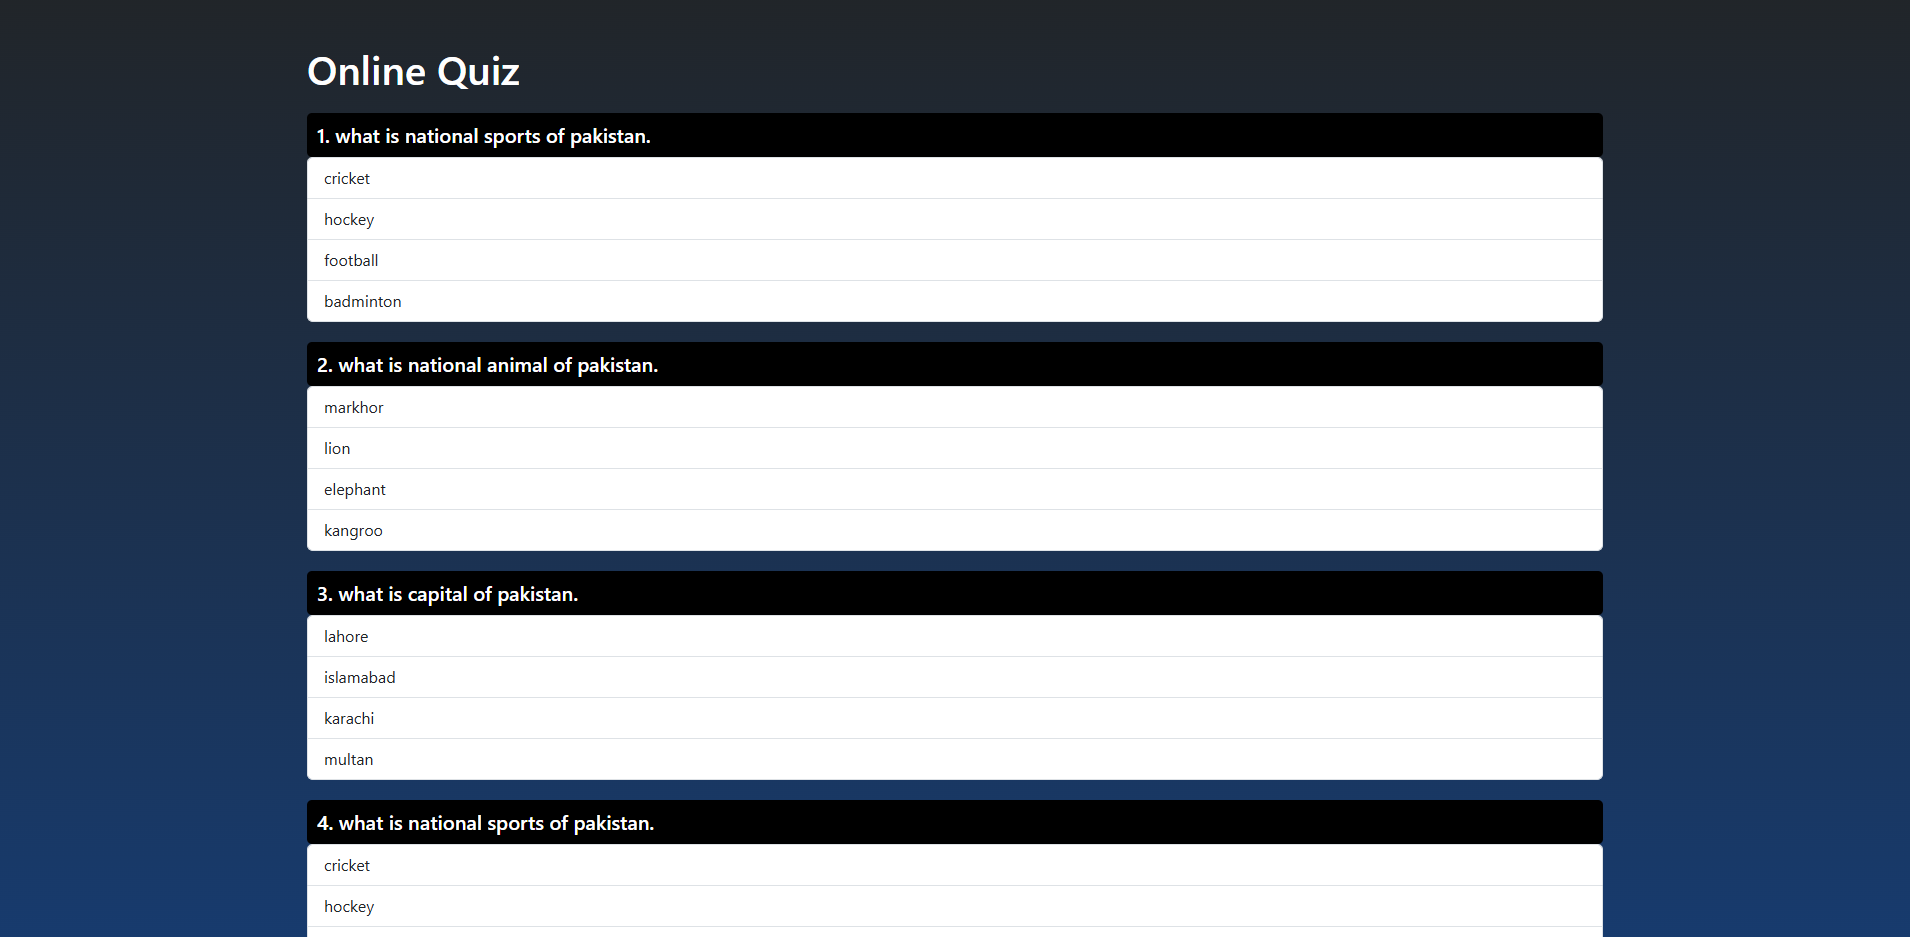 Online Quiz
1. what is national sports of pakistan.
cricket
hockey
football
badminton
2. what is national animal of pakistan.
markhor
lion
elephant
kangroo
3. what is capital of pakistan.
lahore
islamabad
karachi
multan
4. what is national sports of pakistan.
cricket
hockey